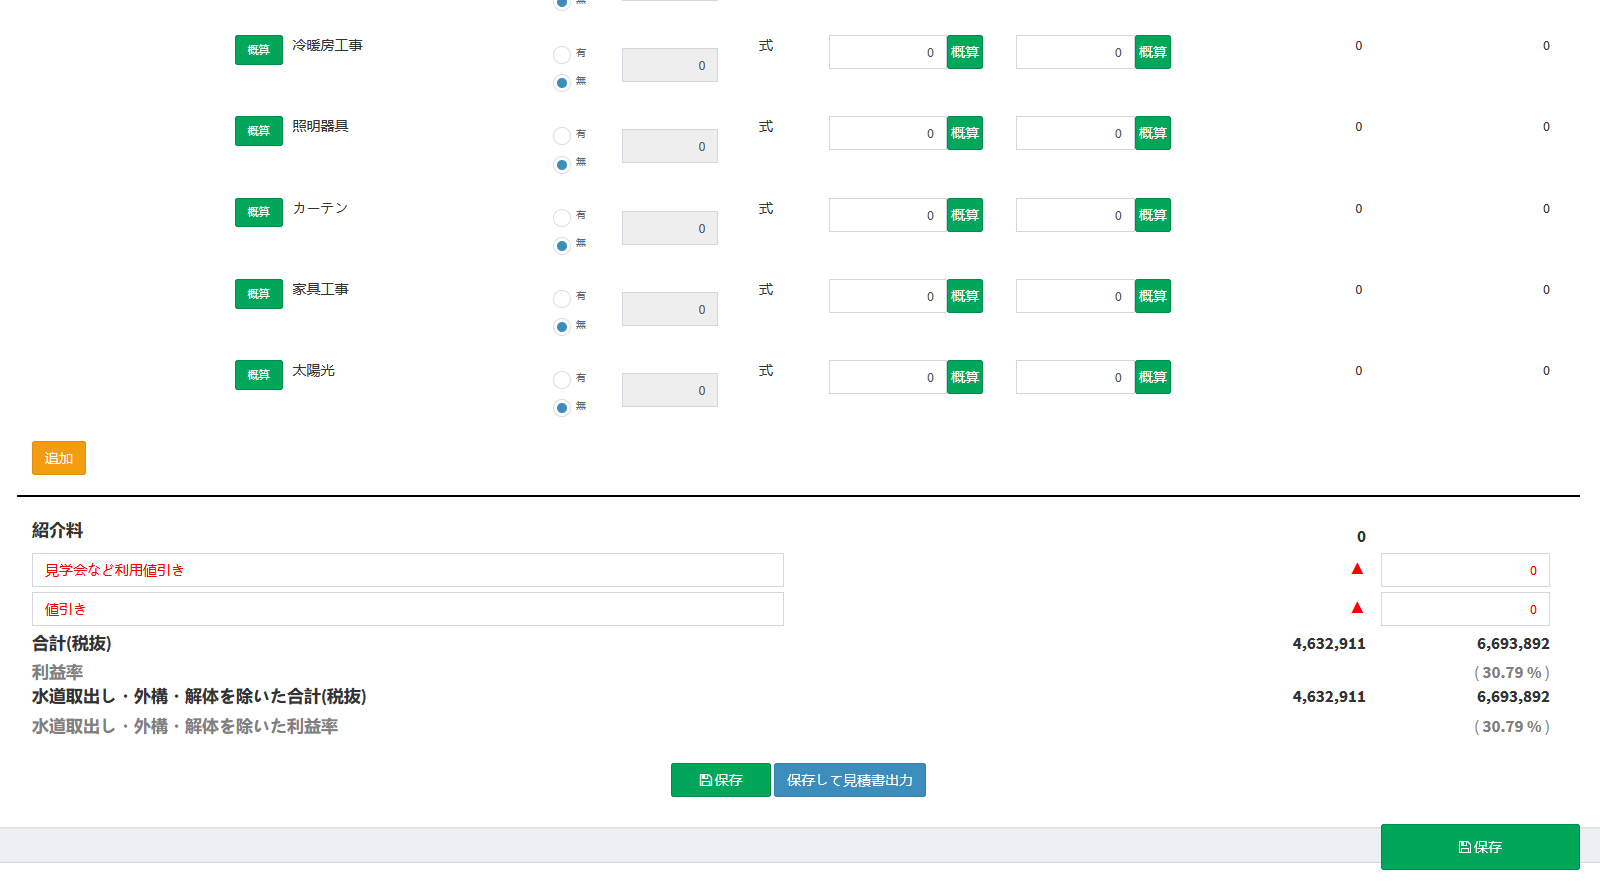 無
概算 冷暖房工事 有 0 式 0 概算 0 概算 0 0
無
概算 照明器具 有 0 式 0 概算 0 概算 0 0
無
概算 カーテン 有 0 式 0 概算 0 概算 0 0
無
概算 家具工事 有 0 式 0 概算 0 概算 0 0
無
概算 太陽光 有 0 式 0 概算 0 概算 0 0
無
追加
紹介料 0
見学会など利用値引き ▲ 0
値引き ▲ 0
合計(税抜) 4,632,911 6,693,892
利益率 ( 30.79 % )
水道取出し・外構・解体を除いた合計(税抜) 4,632,911 6,693,892
水道取出し・外構・解体を除いた利益率 ( 30.79 % )
保存 保存して見積書出力
保存